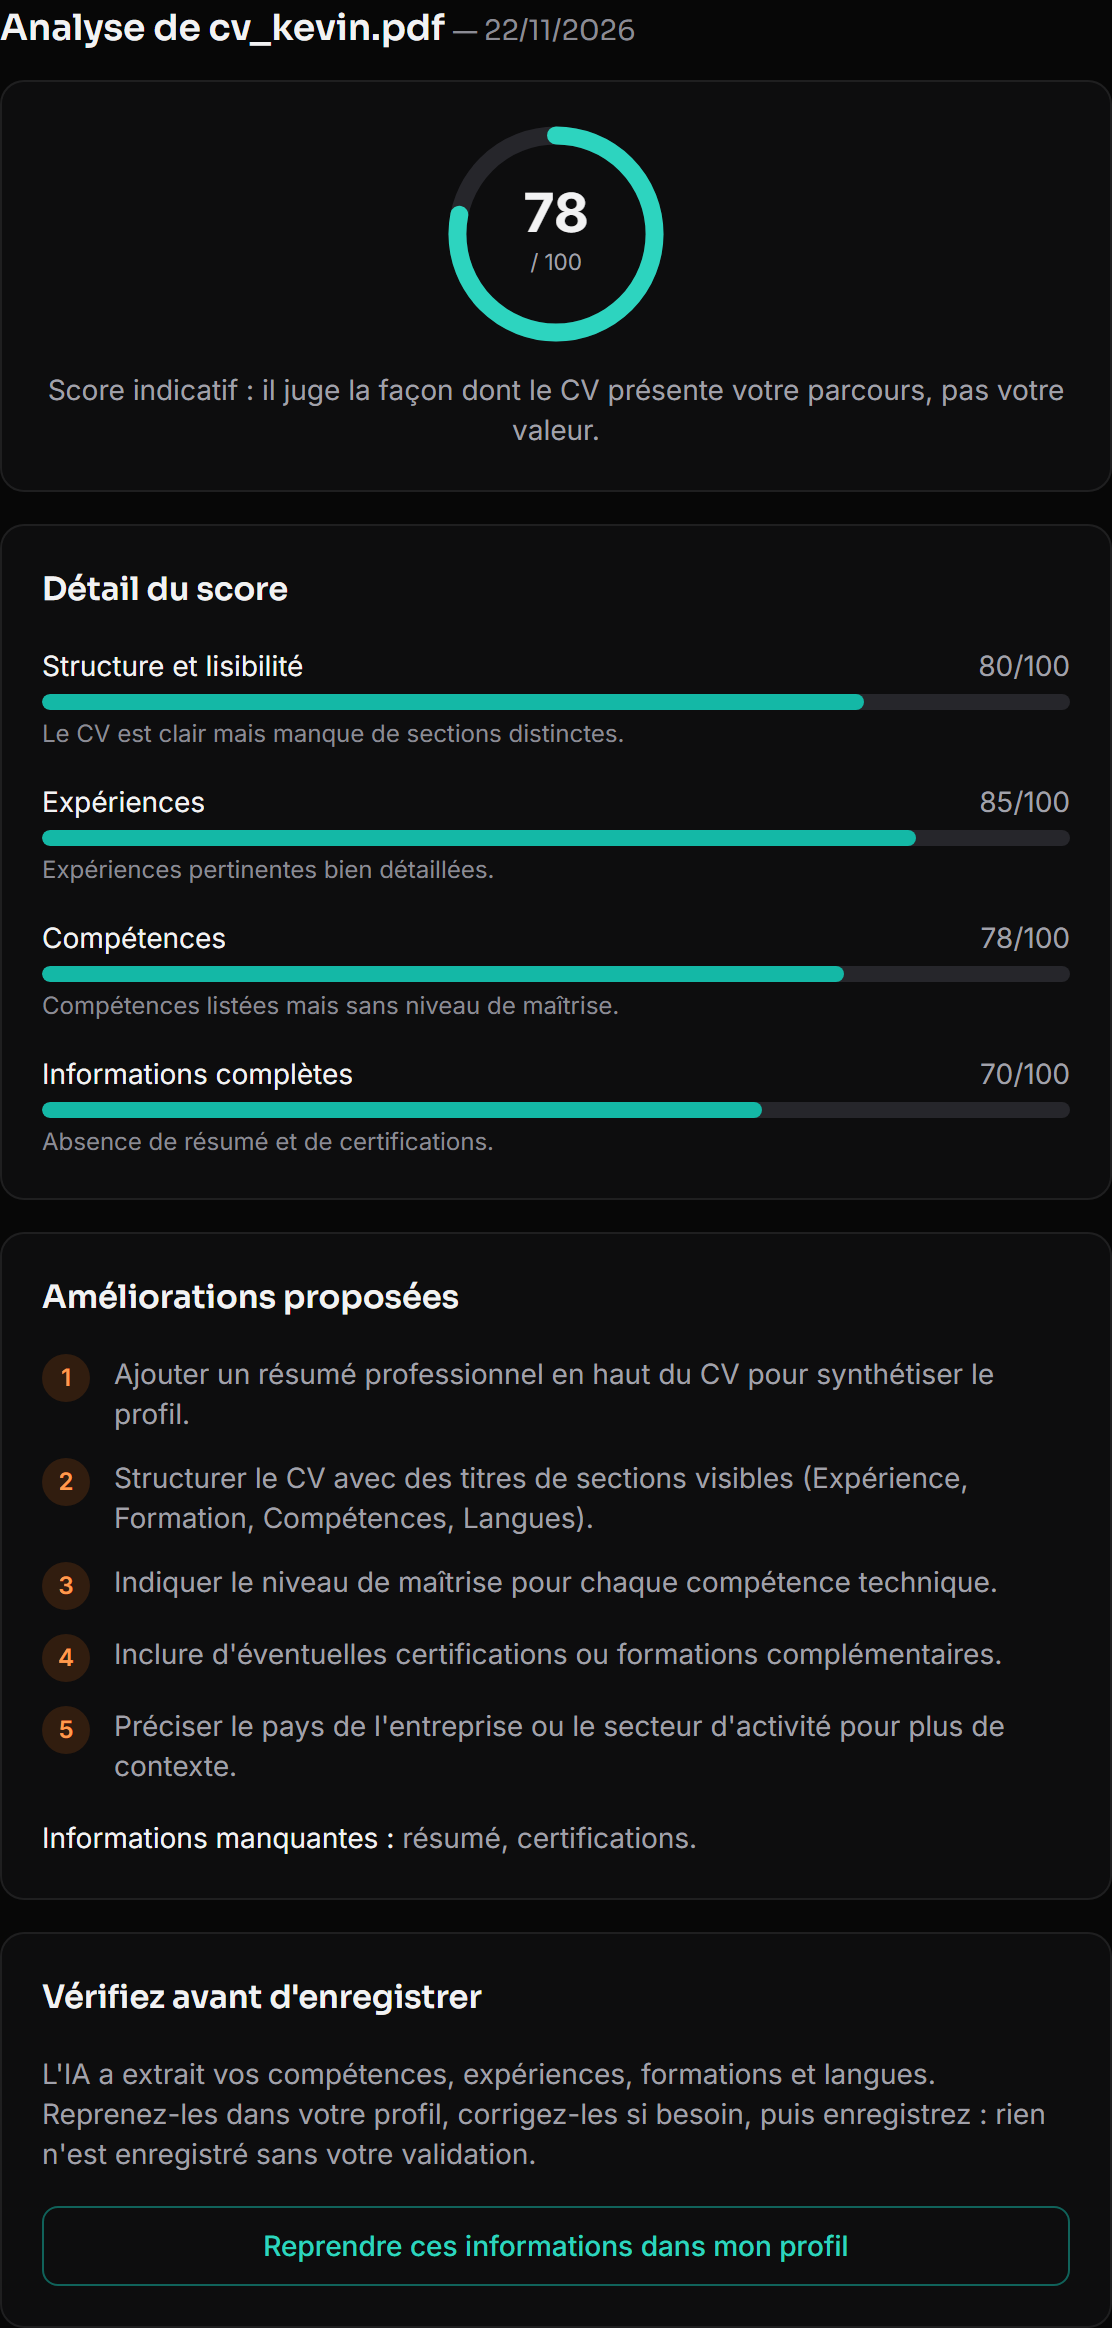 Analyse de cv_kevin.pdf — 22/11/2026
78
/ 100
Score indicatif : il juge la façon dont le CV présente votre parcours, pas votre
valeur.
Détail du score
Structure et lisibilité 80/100
Le CV est clair mais manque de sections distinctes.
Expériences 85/100
Expériences pertinentes bien détaillées.
Compétences 78/100
Compétences listées mais sans niveau de maîtrise.
Informations complètes 70/100
Absence de résumé et de certifications.
Améliorations proposées
1 Ajouter un résumé professionnel en haut du CV pour synthétiser le
profil.
2 Structurer le CV avec des titres de sections visibles (Expérience,
Formation, Compétences, Langues).
3 Indiquer le niveau de maîtrise pour chaque compétence technique.
4 Inclure d'éventuelles certifications ou formations complémentaires.
5 Préciser le pays de l'entreprise ou le secteur d'activité pour plus de
contexte.
Informations manquantes : résumé, certifications.
Vérifiez avant d'enregistrer
L'IA a extrait vos compétences, expériences, formations et langues.
Reprenez-les dans votre profil, corrigez-les si besoin, puis enregistrez : rien
n'est enregistré sans votre validation.
Reprendre ces informations dans mon profil